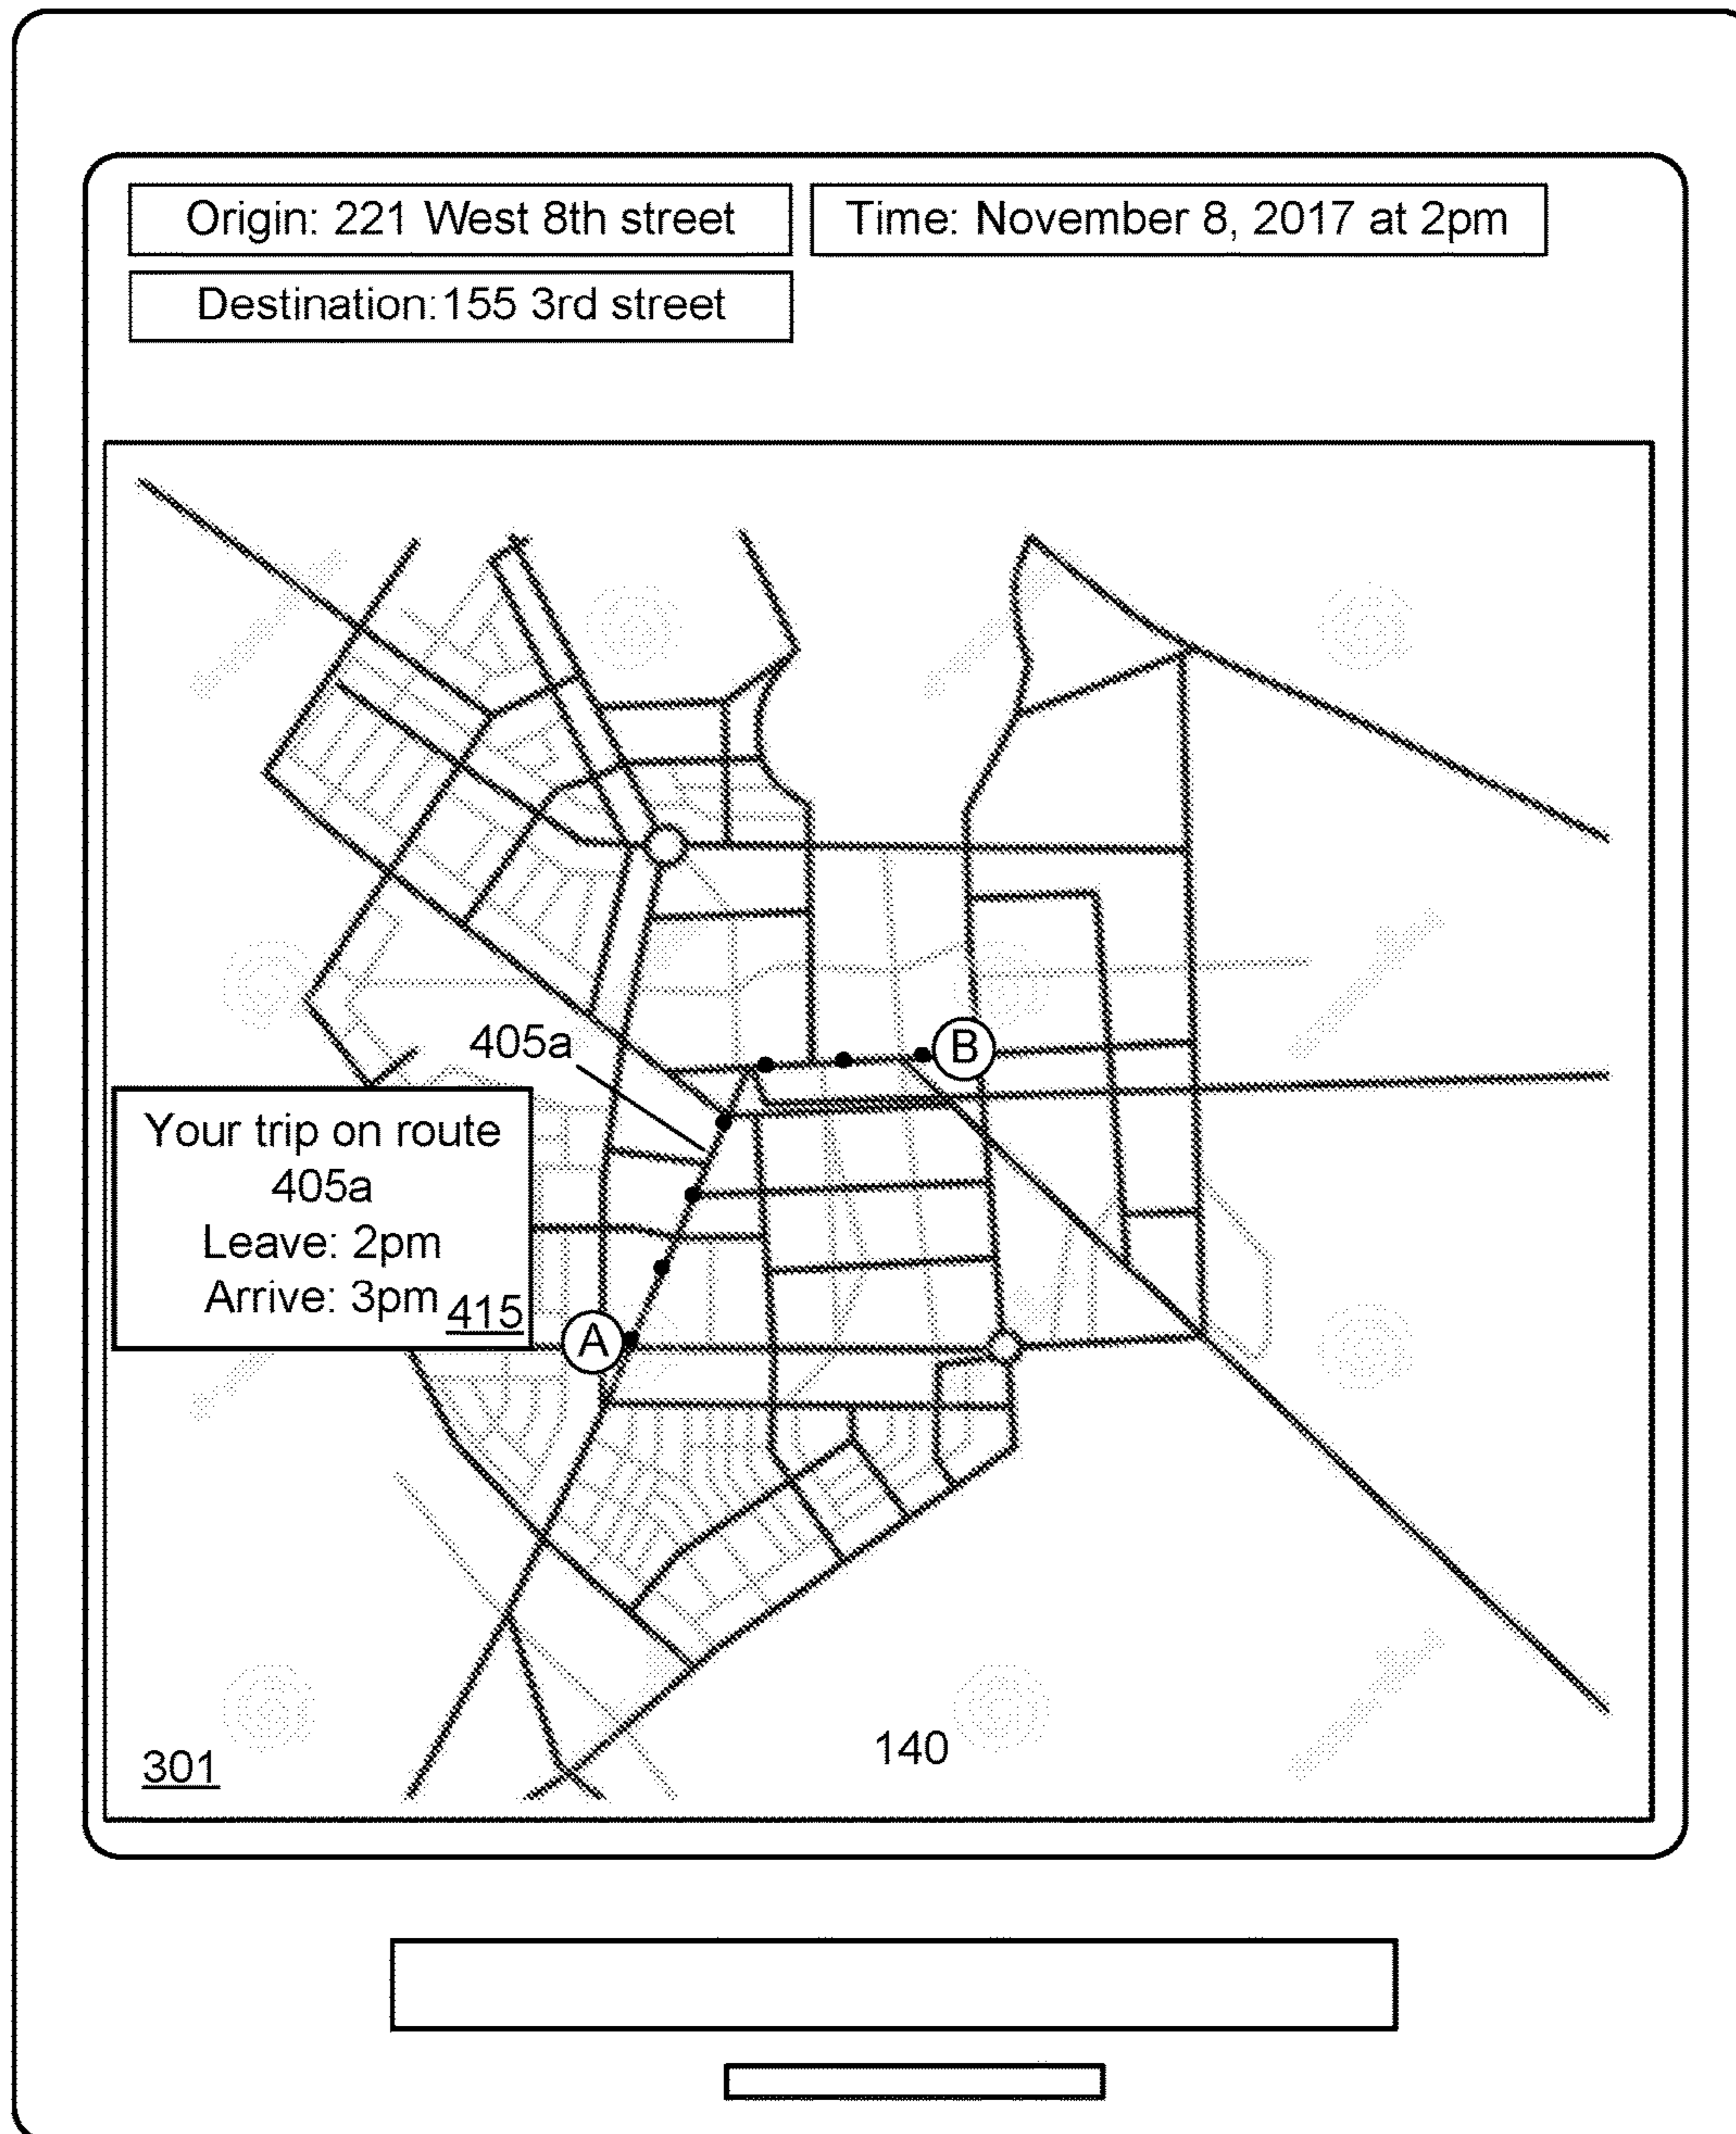 Origin: 221 West 8th street
Time: November 8, 2017 at 2pm
Destination:155 3rd street
405a
B
Your trip on route
405a
Leave: 2pm
Arrive: 3pm
415
A
140
301